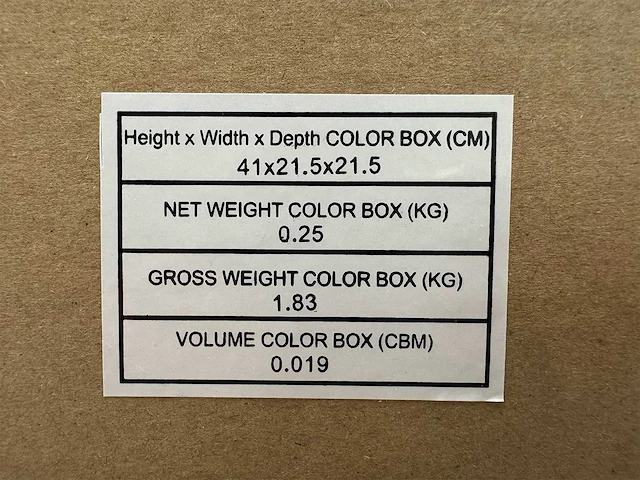 Height x Width x Depth COLOR BOX (CM)
41x21.5x21.5
NET WEIGHT COLOR BOX (KG)
0.25
GROSS WEIGHT COLOR BOX (KG)
1.83
VOLUME COLOR BOX (CBM)
0.019